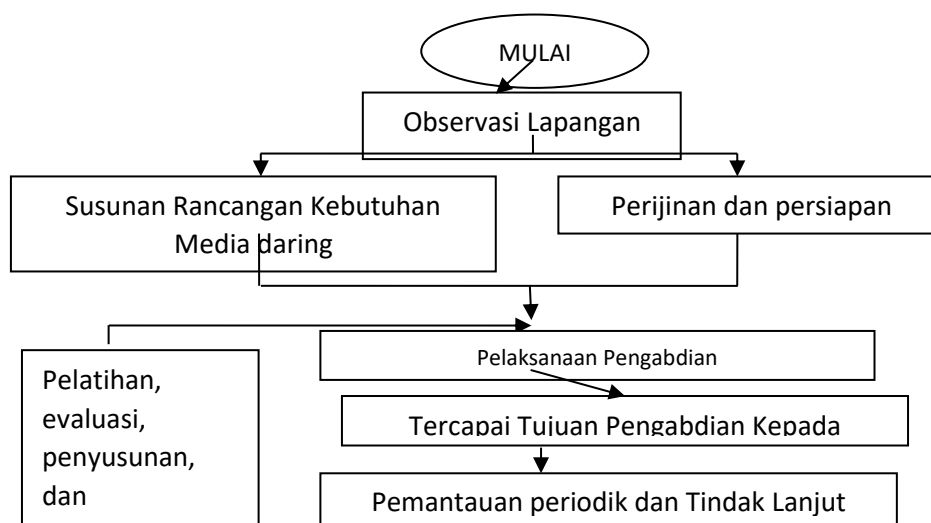 MULAI
Observasi Lapangan
Susunan Rancangan Kebutuhan
Media daring
Perijinan dan persiapan
Pelaksanaan Pengabdian
Pelatihan,
evaluasi,
penyusunan,
dan
Tercapai Tujuan Pengabdian Kepada
Pemantauan periodik dan Tindak Lanjut